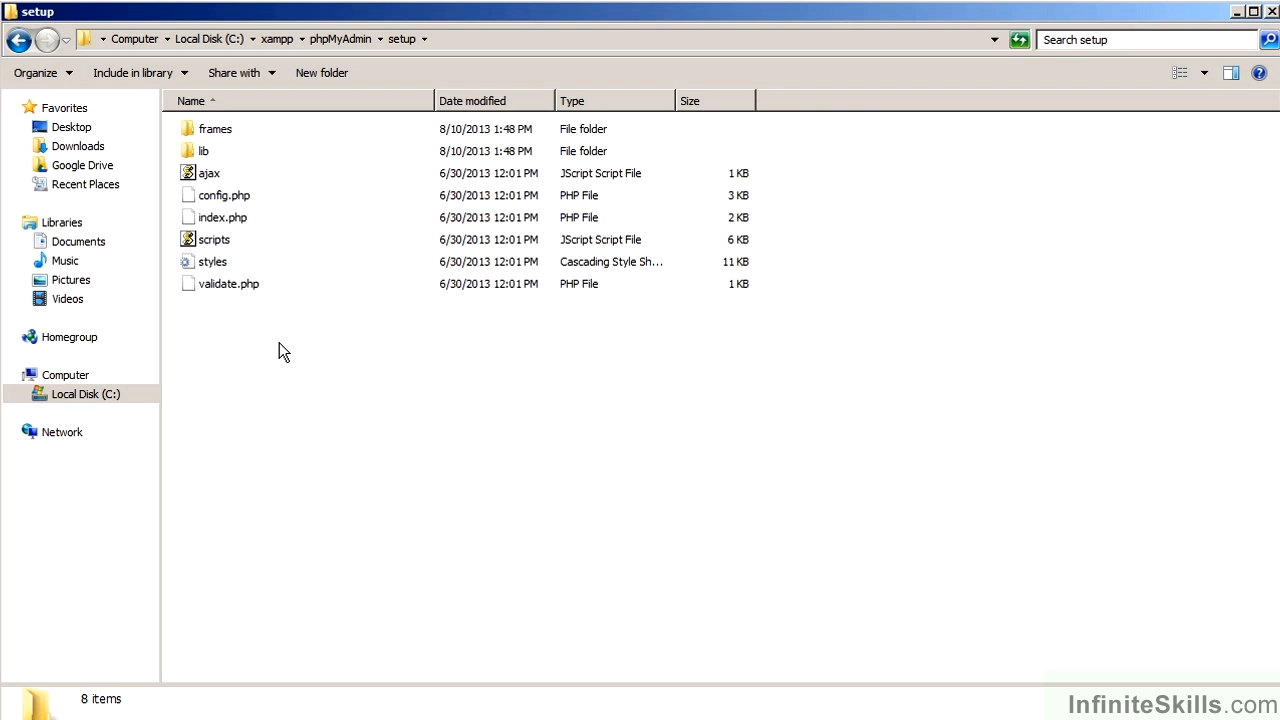 setup
Computer Local Disk (C:) xampp phpMyAdmin setup
Search setup
Organize Include in library Share with New folder
Name Date modified Type Size
Favorites
Desktop
Downloads
Google Drive
Recent Places
Libraries
Documents
Music
Pictures
Videos
Homegroup
Computer
Local Disk (C:)
Network
frames 8/10/2013 1:48 PM File folder
lib 8/10/2013 1:48 PM File folder
ajax 6/30/2013 12:01 PM JScript Script File 1 KB
config.php 6/30/2013 12:01 PM PHP File 3 KB
index.php 6/30/2013 12:01 PM PHP File 2 KB
scripts 6/30/2013 12:01 PM JScript Script File 6 KB
styles 6/30/2013 12:01 PM Cascading Style Sh... 11 KB
validate.php 6/30/2013 12:01 PM PHP File 1 KB
8 items
InfiniteSkills.com